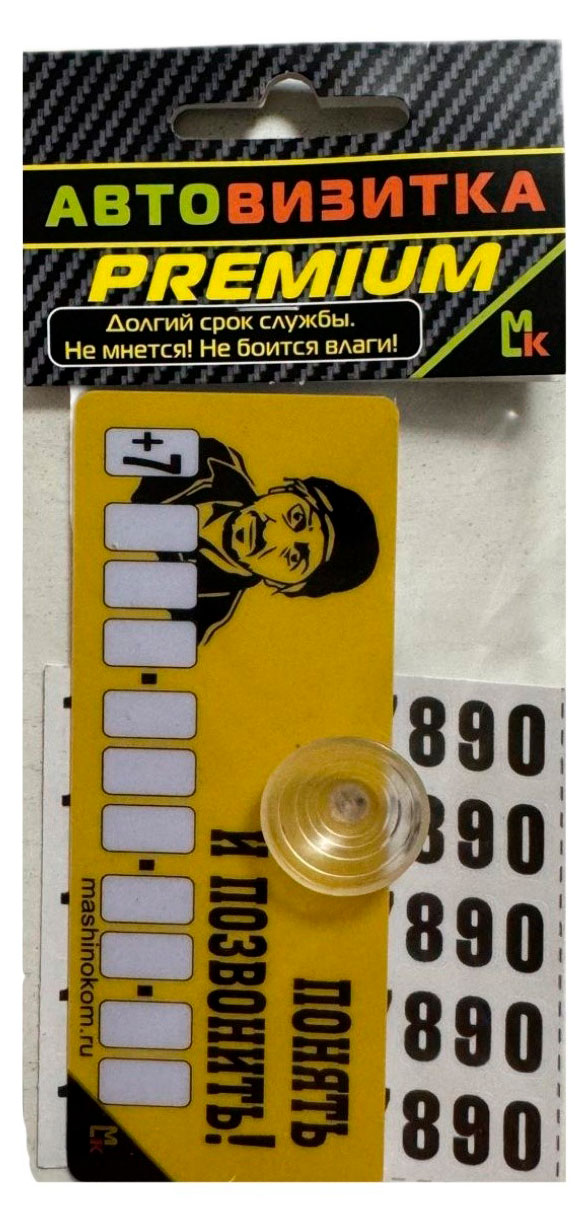 АВТОВИЗИТКА
PREMIUM
Долгий срок службы.
Не мнется! Не боится влаги!
МК
+7
ПОНЯТЬ
И ПОЗВОНИТЬ!
mashinokom.ru
МК
890
890
890
890
890